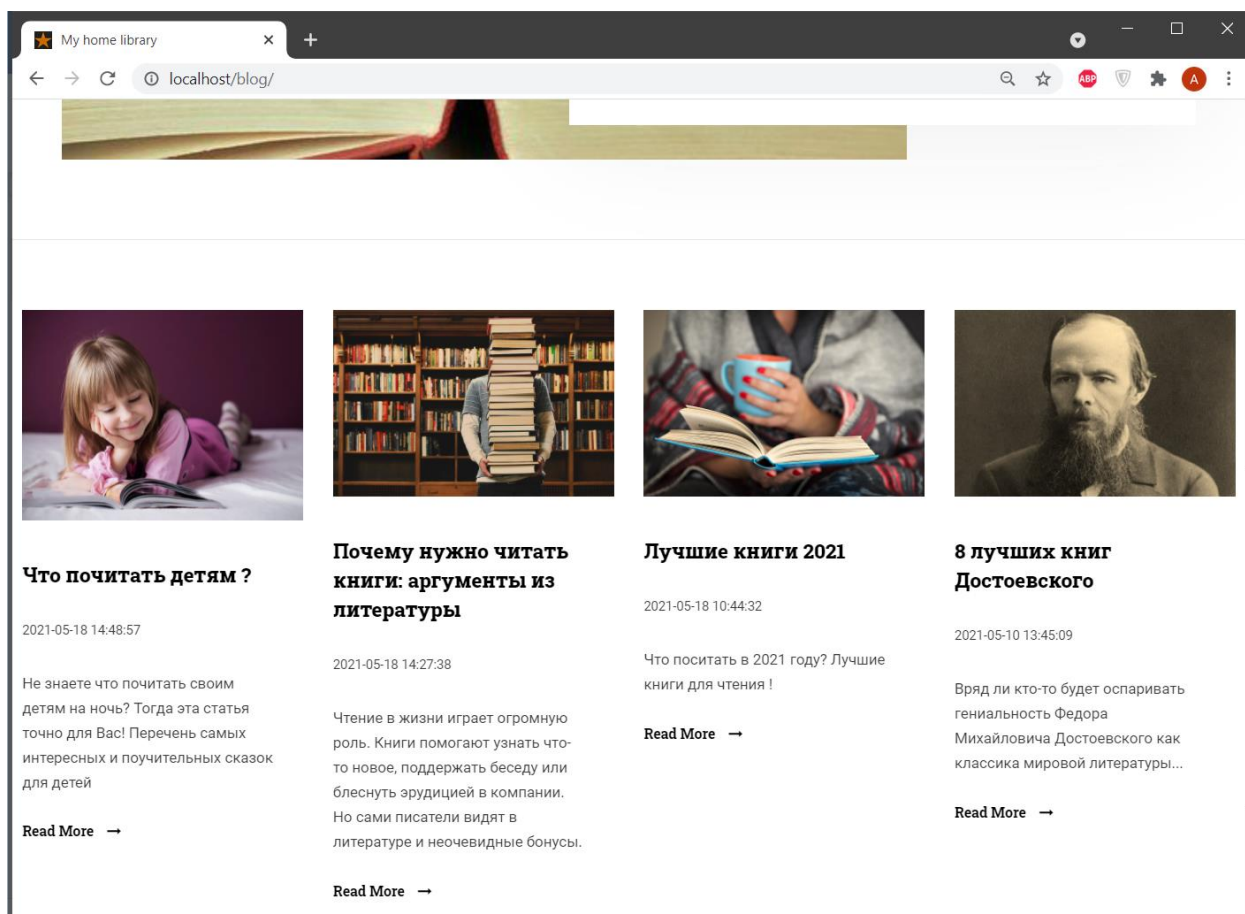 My home library
localhost/blog/
ABP
A
Что почитать детям ?
2021-05-18 14:48:57
Не знаете что почитать своим
детям на ночь? Тогда эта статья
точно для Вас! Перечень самых
интересных и поучительных сказок
для детей
Read More
Почему нужно читать
книги: аргументы из
литературы
2021-05-18 14:27:38
Чтение в жизни играет огромную
роль. Книги помогают узнать что-
то новое, поддержать беседу или
блеснуть эрудицией в компании.
Но сами писатели видят в
литературе и неочевидные бонусы.
Read More
Лучшие книги 2021
2021-05-18 10:44:32
Что поситать в 2021 году? Лучшие
книги для чтения !
Read More
8 лучших книг
Достоевского
2021-05-10 13:45:09
Вряд ли кто-то будет оспаривать
гениальность Федора
Михайловича Достоевского как
классика мировой литературы...
Read More